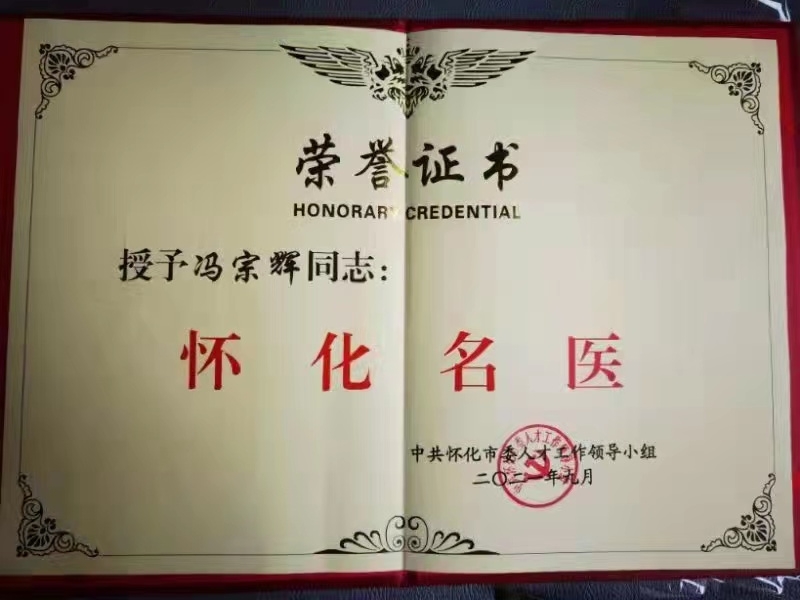 荣誉证书
HONORARY CREDENTIAL
授予冯宗辉同志：
怀化名医
中共怀化市委人才工作领导小组
二〇二一年九月